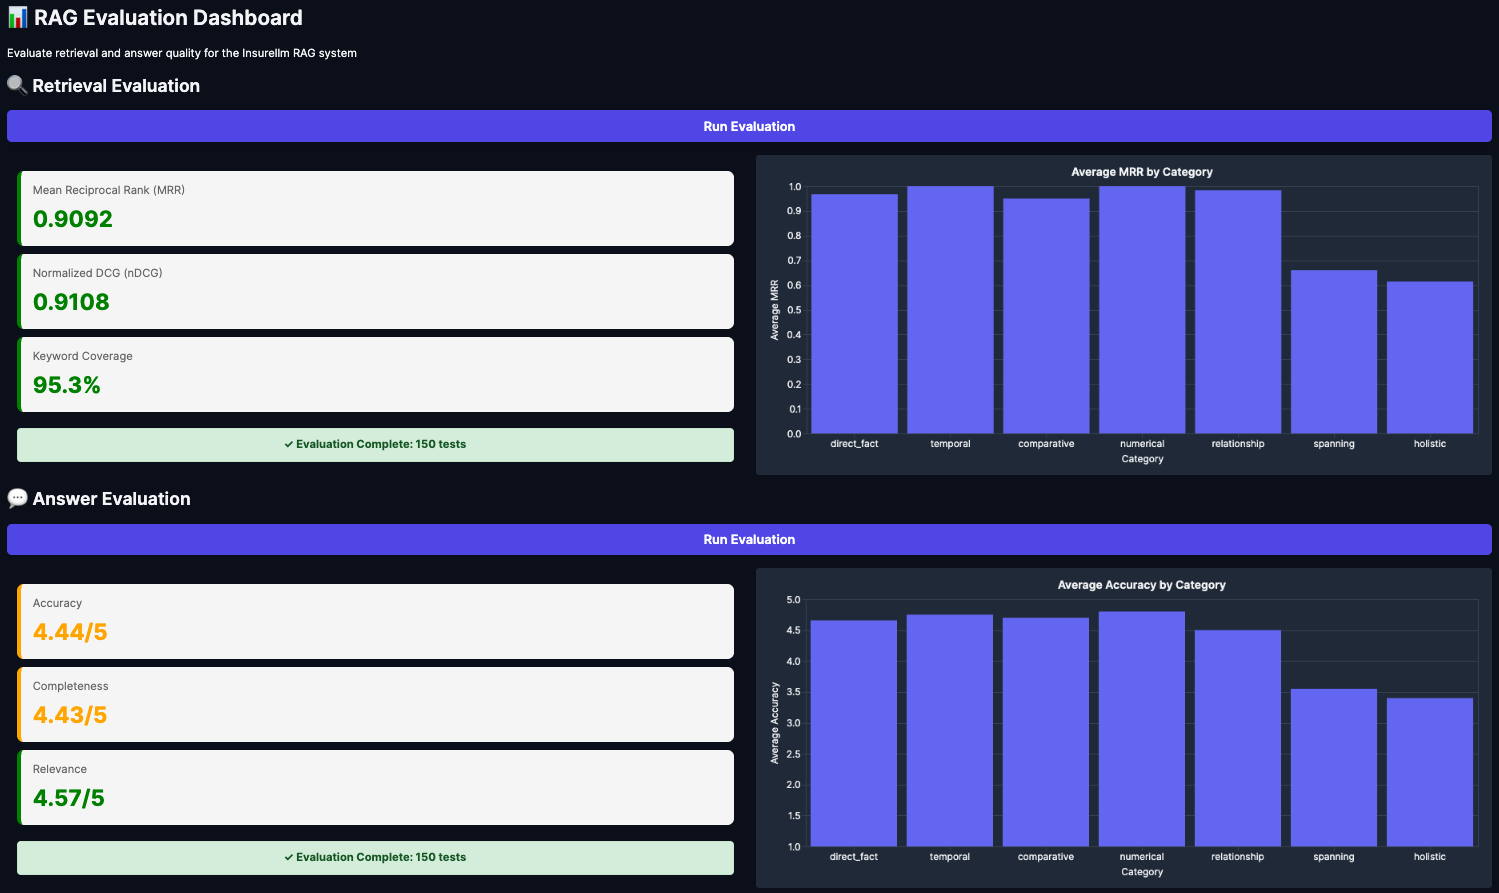 📊 RAG Evaluation Dashboard
Evaluate retrieval and answer quality for the Insurellm RAG system
🔍 Retrieval Evaluation
Run Evaluation
Mean Reciprocal Rank (MRR)
0.9092
Normalized DCG (nDCG)
0.9108
Keyword Coverage
95.3%
✓ Evaluation Complete: 150 tests
Average MRR by Category
1.0
0.9
0.8
0.7
0.6
0.5
0.4
0.3
0.2
0.1
0.0
Average MRR
direct_fact temporal comparative numerical relationship spanning holistic
Category
💬 Answer Evaluation
Run Evaluation
Accuracy
4.44/5
Completeness
4.43/5
Relevance
4.57/5
✓ Evaluation Complete: 150 tests
Average Accuracy by Category
5.0
4.5
4.0
3.5
3.0
2.5
2.0
1.5
1.0
Average Accuracy
direct_fact temporal comparative numerical relationship spanning holistic
Category